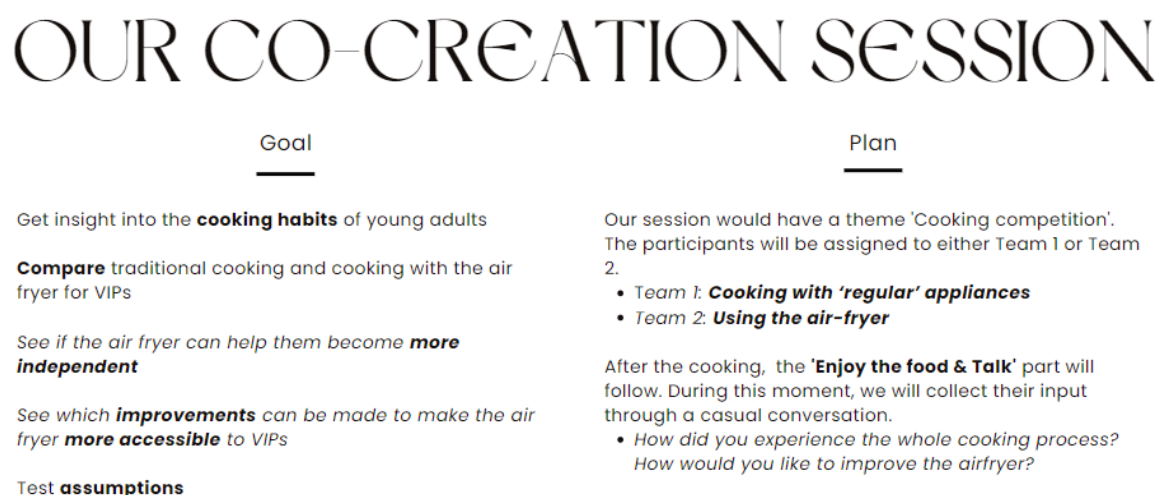 OUR CO-CREATION SESSION
Goal
Get insight into the cooking habits of young adults
Compare traditional cooking and cooking with the air
fryer for VIPs
See if the air fryer can help them become more
independent
See which improvements can be made to make the air
fryer more accessible to VIPs
Test assumptions
Plan
Our session would have a theme 'Cooking competition'.
The participants will be assigned to either Team 1 or Team
2.
• Team 1: Cooking with ‘regular’ appliances
• Team 2: Using the air-fryer
After the cooking, the 'Enjoy the food & Talk' part will
follow. During this moment, we will collect their input
through a casual conversation.
• How did you experience the whole cooking process?
How would you like to improve the airfryer?